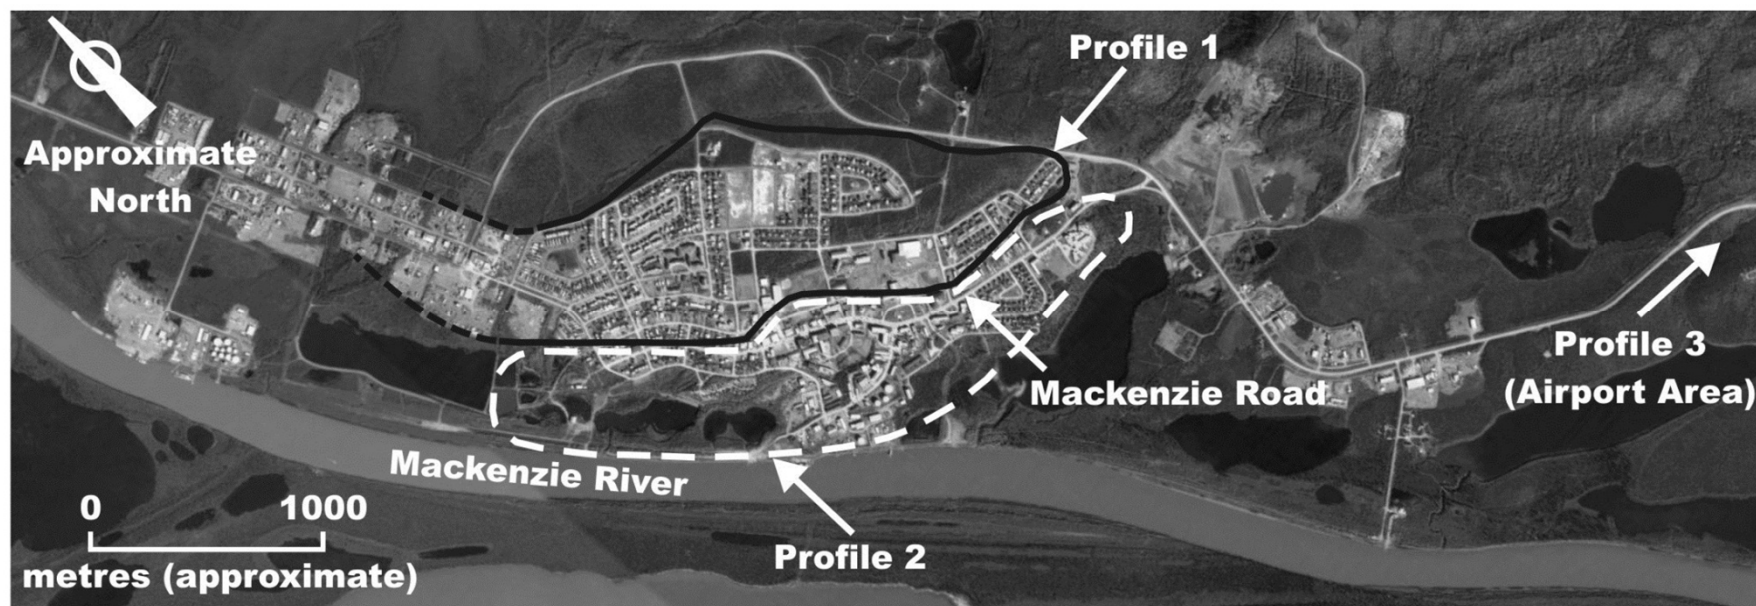 Profile 1
Approximate
North
Profile 3
(Airport Area)
Mackenzie Road
Mackenzie River
0 1000
metres (approximate)
Profile 2